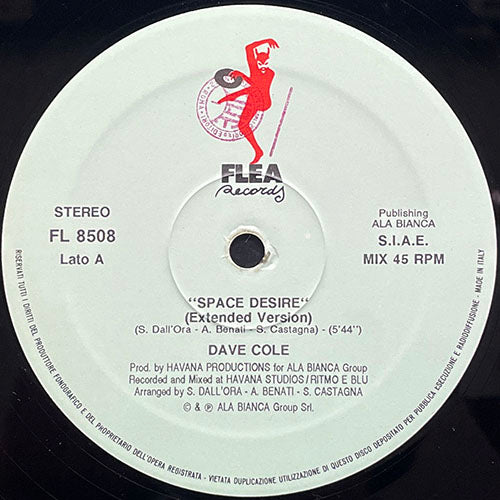 FLEA
Records
STEREO
FL 8508
Lato A
Publishing
ALA BIANCA
S.I.A.E.
MIX 45 RPM
"SPACE DESIRE"
(Extended Version)
(S. Dall'Ora - A. Benati - S. Castagna) - (5'44")
DAVE COLE
Prod. by HAVANA PRODUCTIONS for ALA BIANCA Group
Recorded and Mixed at HAVANA STUDIOS/RITMO E BLU
Arranged by S. DALL'ORA - A. BENATI - S. CASTAGNA
© & ℗ ALA BIANCA Group Srl.
RISERVATI TUTTI I DIRITTI DEL PRODUTTORE FONOGRAFICO E DEL PROPRIETARIO DELL'OPERA REGISTRATA - VIETATA DUPLICAZIONE UTILIZZAZIONE DI QUESTO DISCO DEPOSITATO PER PUBBLICA ESECUZIONE E RADIODIFFUSIONE - MADE IN ITALY